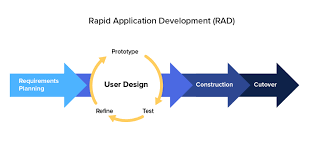 Rapid Application Development (RAD)
Prototype
Requirements
Planning
User Design
Construction
Cutover
Refine
Test